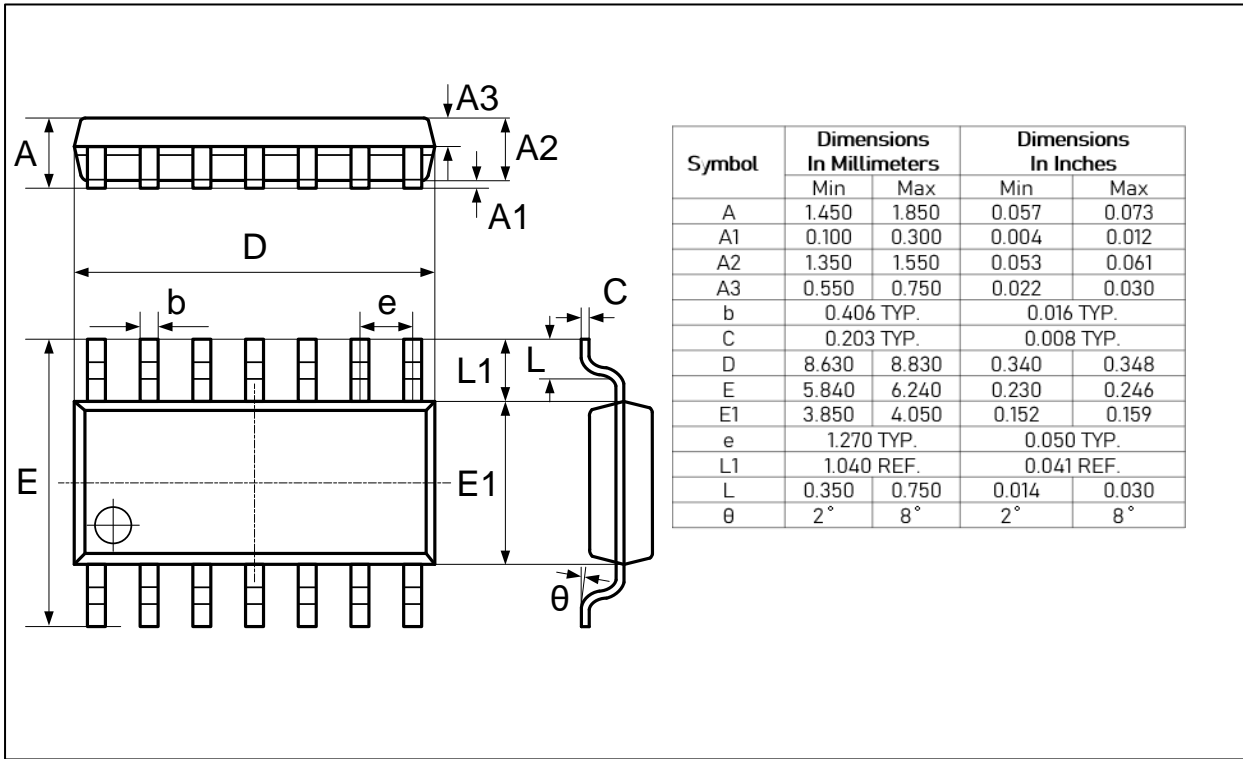 A3
A
A2
A1
D
b
e
C
L1
L
E
E1
θ
Symbol Dimensions In Millimeters Dimensions In Inches
Min Max Min Max
A 1.450 1.850 0.057 0.073
A1 0.100 0.300 0.004 0.012
A2 1.350 1.550 0.053 0.061
A3 0.550 0.750 0.022 0.030
b 0.406 TYP. 0.016 TYP.
C 0.203 TYP. 0.008 TYP.
D 8.630 8.830 0.340 0.348
E 5.840 6.240 0.230 0.246
E1 3.850 4.050 0.152 0.159
e 1.270 TYP. 0.050 TYP.
L1 1.040 REF. 0.041 REF.
L 0.350 0.750 0.014 0.030
θ 2° 8° 2° 8°